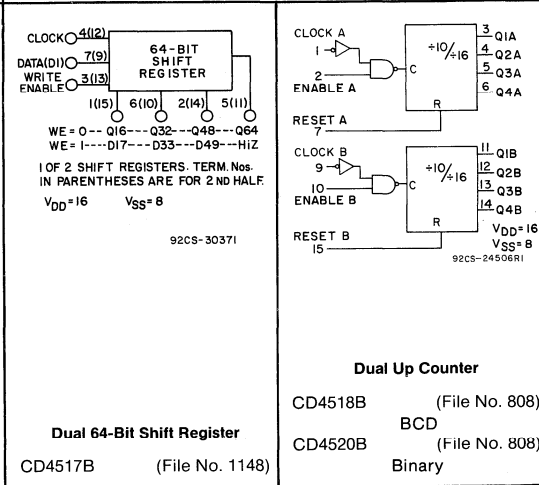 CLOCK 4(12)
DATA(DI) 7(9)
WRITE
ENABLE 3(13)
64-BIT
SHIFT
REGISTER
1(15) 6(10) 2(14) 5(11)
WE = 0-- Q16---Q32---Q48---Q64
WE = 1----D17---D33---D49---HiZ
1 OF 2 SHIFT REGISTERS. TERM. Nos.
IN PARENTHESES ARE FOR 2 ND HALF.
VDD=16 VSS=8
92CS-30371
Dual 64-Bit Shift Register
CD4517B (File No. 1148)
CLOCK A
1
2
ENABLE A
RESET A
7
C
÷10/÷16
R
3 Q1A
4 Q2A
5 Q3A
6 Q4A
CLOCK B
9
10
ENABLE B
RESET B
15
C
÷10/÷16
R
11 Q1B
12 Q2B
13 Q3B
14 Q4B
VDD=16
VSS=8
92CS-24506R1
Dual Up Counter
CD4518B (File No. 808)
BCD
CD4520B (File No. 808)
Binary